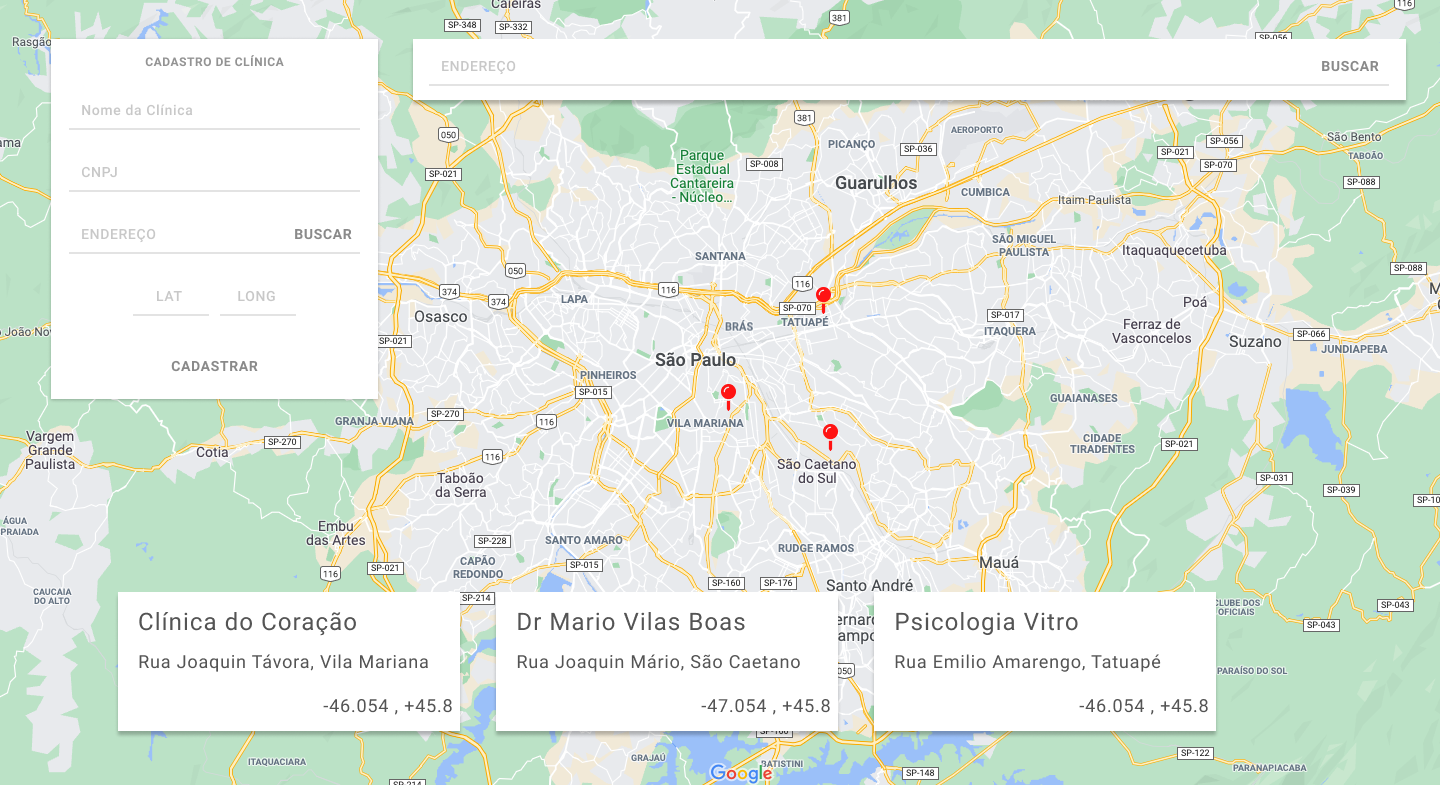 CADASTRO DE CLÍNICA
Nome da Clínica
CNPJ
ENDEREÇO BUSCAR
LAT LONG
CADASTRAR
ENDEREÇO BUSCAR
Caieiras
SP-348
SP-332
381
116
Rasgão
SP-056
381
050
AEROPORTO
PICANÇO
SP-036
SP-056
São Bento
SP-021
TABOÃO
Parque
Estadual
Cantareira
- Núcleo...
SP-008
SP-070
SP-021
Guarulhos
SP-088
CUMBICA
Itaim Paulista
SÃO MIGUEL
PAULISTA
Itaquaquecetuba
SANTANA
050
SP-088
116
116
374
374
LAPA
Osasco
SP-070
TATUAPÉ
BRÁS
SP-017
ITAQUERA
Poá
Ferraz de
Vasconcelos
Suzano
SP-066
JUNDIAPEBA
João Nov
SP-021
São Paulo
PINHEIROS
SP-015
GUAIANASES
SP-270
GRANJA VIANA
116
VILA MARIANA
Vargem
Grande
Paulista
SP-270
Cotia
116
CIDADE
TIRADENTES
SP-021
São Caetano
do Sul
Taboão
da Serra
SP-031
SP-039
SP-10
ÁGUA
PRAIADA
Embu
das Artes
SP-228
SANTO AMARO
RUDGE RAMOS
CAPÃO
REDONDO
SP-015
SP-021
116
Mauá
SP-160
SP-176
Santo André
CAUCAIA
DO ALTO
SP-214
CLUBE DOS
OFICIAIS
SP-043
SP-043
ernard
ampo
050
PARAÍSO DO SOL
Clínica do Coração
Rua Joaquin Távora, Vila Mariana
-46.054 , +45.8
Dr Mario Vilas Boas
Rua Joaquin Mário, São Caetano
-47.054 , +45.8
Psicologia Vitro
Rua Emilio Amarengo, Tatuapé
-46.054 , +45.8
ITAQUACIARA
GRAJAÚ
BATISTINI
SP-122
PARANAPIACABA
SP-148
SP-214
Google